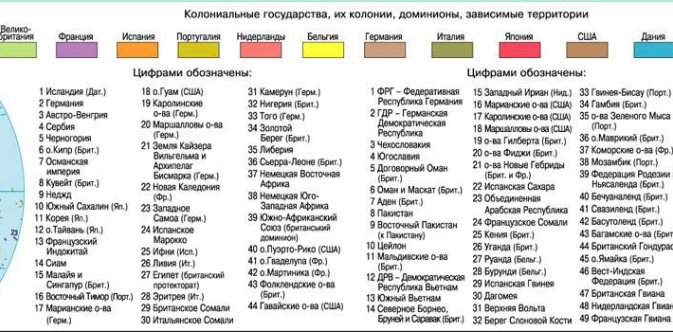 Колониальные государства, их колонии, доминионы, зависимые территории
Велико-
британия
Франция
Испания
Португалия
Нидерланды
Бельгия
Германия
Италия
Япония
США
Дания
Цифрами обозначены:
1 Исландия (Дат.)
2 Германия
3 Австро-Венгрия
4 Сербия
5 Черногория
6 о.Кипр (Брит.)
7 Османская
империя
8 Кувейт (Брит.)
9 Неджд
10 Южный Сахалин (Яп.)
11 Корея (Яп.)
12 о.Тайвань (Яп.)
13 Французский
Индокитай
14 Сиам
15 Малайя и
Сингапур (Брит.)
16 Восточный Тимор (Порт.)
17 Марианские о-ва
(Герм.)
18 о.Гуам (США)
19 Каролинские
о-ва (Герм.)
20 Маршалловы о-ва
(Герм.)
21 Земля Кайзера
Вильгельма и
Архипелаг
Бисмарка (Герм.)
22 Новая Каледония
(Фр.)
23 Западное
Самоа (Герм.)
24 Испанское
Марокко
25 Ифни (Исп.)
26 Ливия (Ит.)
27 Египет (британский
протекторат)
28 Эритрея (Ит.)
29 Британское Сомали
30 Итальянское Сомали
31 Камерун (Герм.)
32 Нигерия (Брит.)
33 Того (Герм.)
34 Золотой
Берег (Брит.)
35 Либерия
36 Сьерра-Леоне (Брит.)
37 Немецкая Восточная
Африка
38 Немецкая Юго-
Западная Африка
39 Южно-Африканский
Союз (британский
доминион)
40 о.Пуэрто-Рико (США)
41 о.Гваделупа (Фр.)
42 о.Мартиника (Фр.)
43 Фолклендские о-ва
(Брит.)
44 Гавайские о-ва (США)
Цифрами обозначены:
1 ФРГ – Федеративная
Республика Германия
2 ГДР – Германская
Демократическая
Республика
3 Чехословакия
4 Югославия
5 Договорный Оман
(Брит.)
6 Оман и Маскат (Брит.)
7 Аден (Брит.)
8 Пакистан
9 Восточный Пакистан
(к Пакистану)
10 Цейлон
11 Мальдивские о-ва
(Брит.)
12 ДРВ – Демократическая
Республика Вьетнам
13 Южный Вьетнам
14 Северное Борнео,
Бруней и Саравак (Брит.)
15 Западный Ириан (Нид.)
16 Марианские о-ва (США)
17 Каролинские о-ва (США)
18 Маршалловы о-ва (США)
19 о-ва Гилберта (Брит.)
20 о-ва Фиджи (Брит.)
21 о-ва Новые Гебриды
(Брит. и Фр.)
22 Испанская Сахара
23 Объединенная
Арабская Республика
24 Французское Сомали
25 Кения (Брит.)
26 Уганда (Брит.)
27 Руанда (Бельг.)
28 Бурунди (Бельг.)
29 Испанская Гвинея
30 Дагомея
31 Верхняя Вольта
32 Берег Слоновой Кости
33 Гвинея-Бисау (Порт.)
34 Гамбия (Брит.)
35 о-ва Зеленого Мыса
(Порт.)
36 о.Маврикий (Брит.)
37 Коморские о-ва (Фр.)
38 Мозамбик (Порт.)
39 Федерация Родезии
Ньясаленда (Брит.)
40 Бечуаналенд (Брит.)
41 Свазиленд (Брит.)
42 Басутоленд (Брит.)
43 Багамские о-ва (Брит.
44 Британский Гондурас
45 о.Ямайка (Брит.)
46 Вест-Индская
Федерация (Брит.)
47 Британская Гвиана
48 Нидерландская Гвиана
49 Французская Гвиана
23